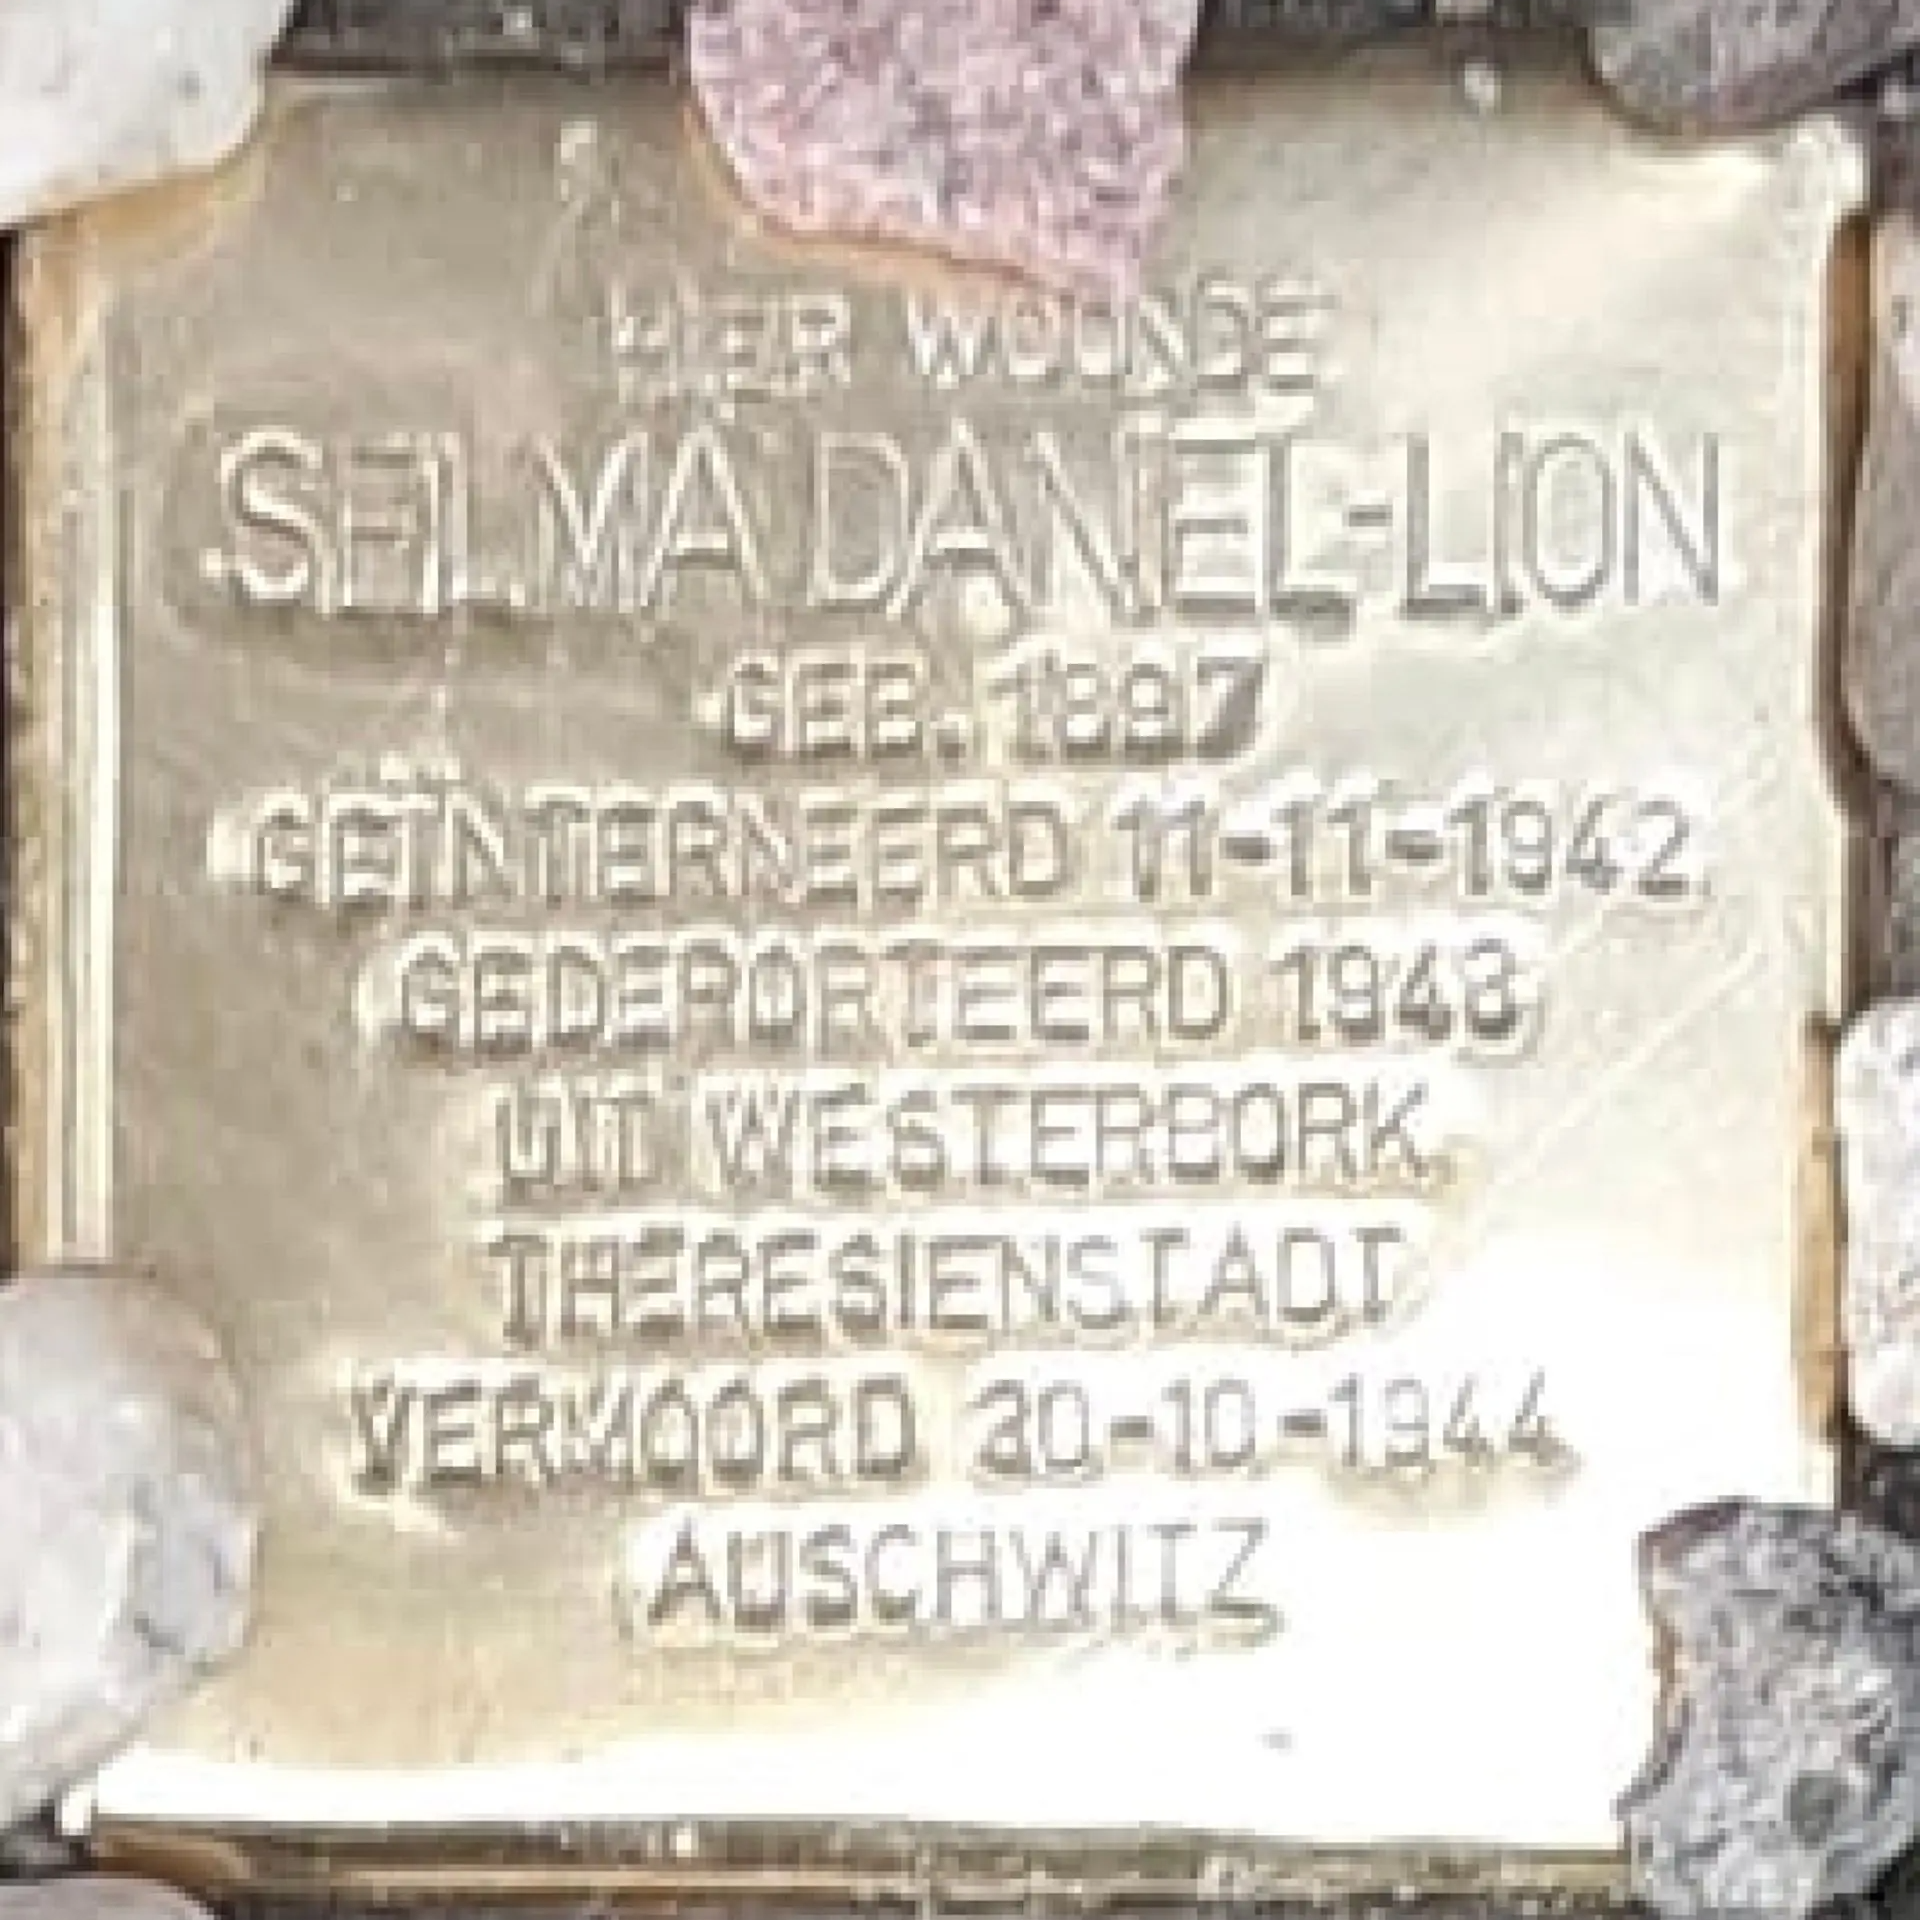 HIER WOONDE
SELMA DANIEL-LION
GEB. 1897
GEÏNTERNEERD 11-11-1942
GEDEPORTEERD 1943
UIT WESTERBORK
THERESIENSTADT
VERMOORD 30-10-1944
AUSCHWITZ